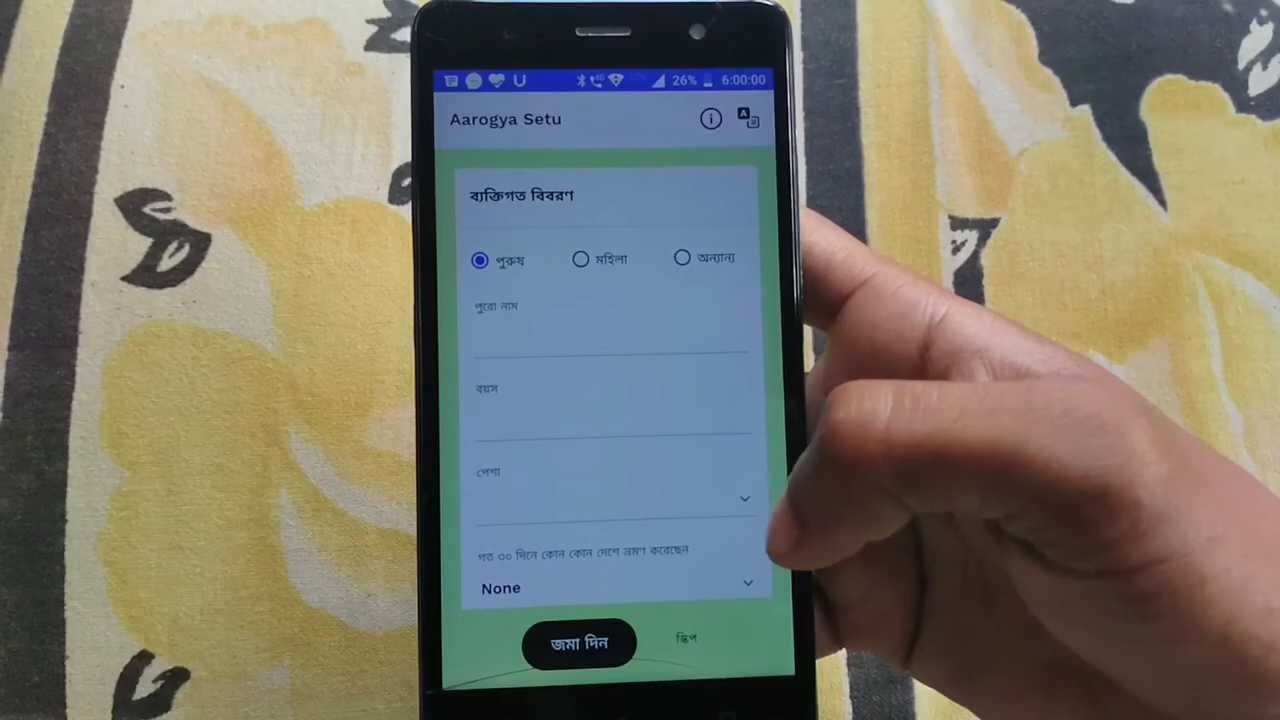 26% 6:00:00
Aarogya Setu
ব্যক্তিগত বিবরণ
পুরুষ মহিলা অন্যান্য
পুরো নাম
বয়স
পেশা
গত ৩০ দিনে কোন কোন দেশে ভ্রমণ করেছেন
None
জমা দিন স্কিপ